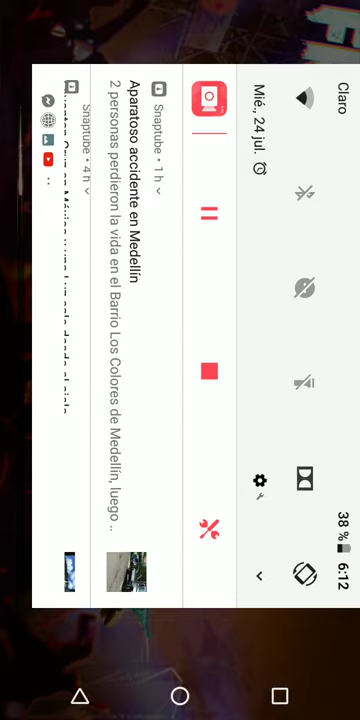 Claro
38 % 6:12
Mié., 24 jul.
Snaptube • 1 h
Aparatoso accidente en Medellín
2 personas perdieron la vida en el Barrio Los Colores de Medellín, luego ..
Snaptube • 4 h